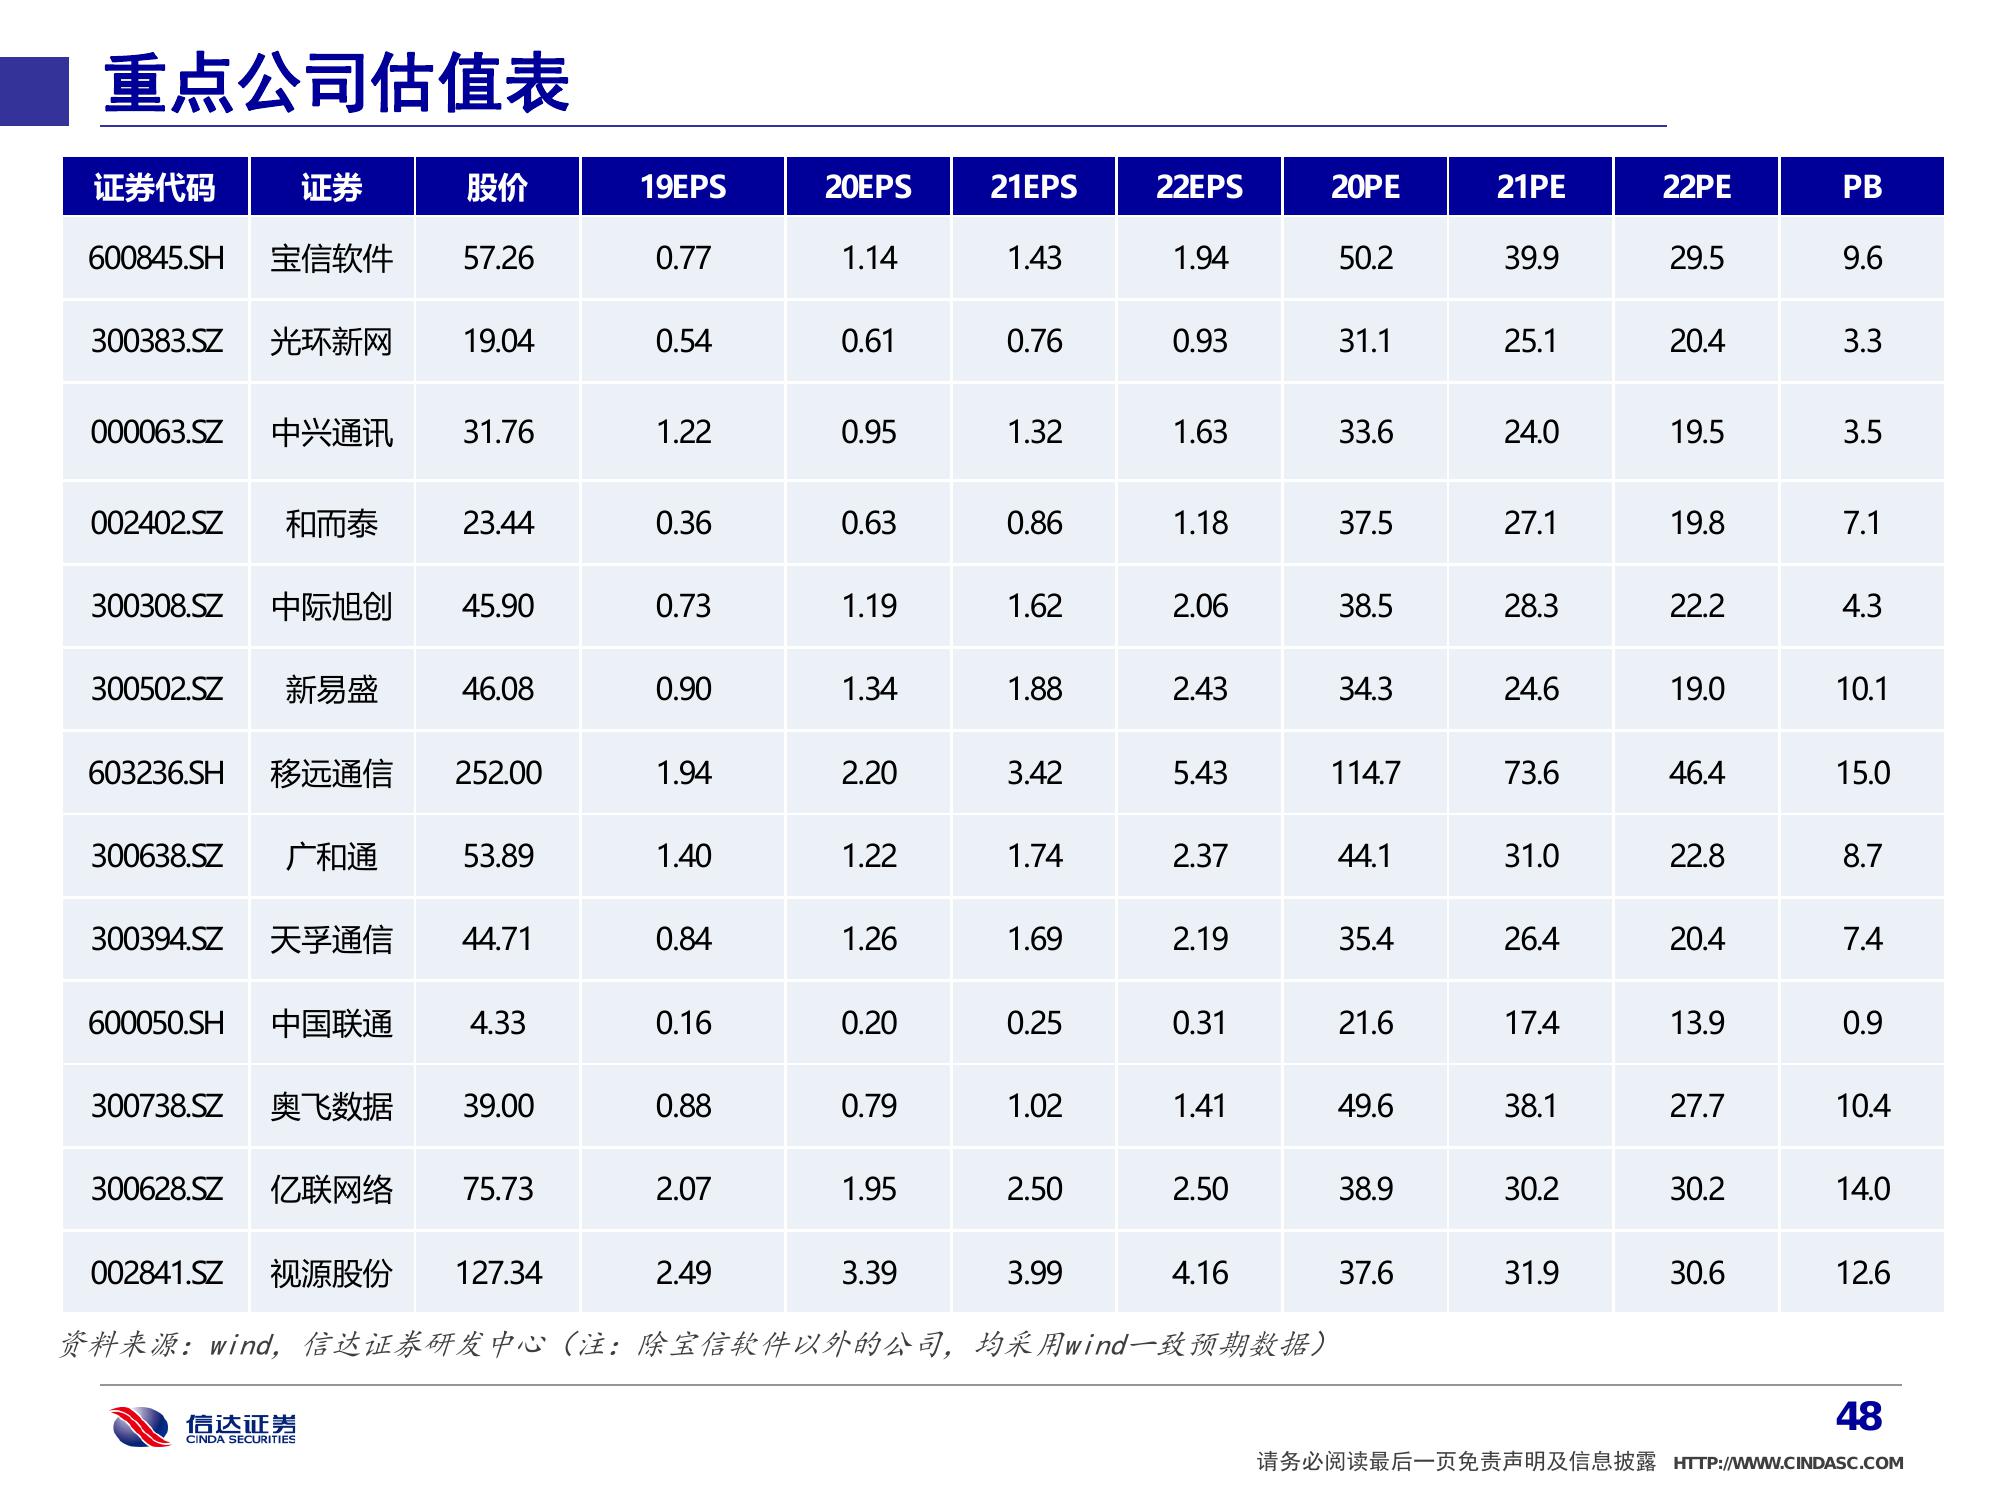 重点公司估值表
证券代码 证券 股价 19EPS 20EPS 21EPS 22EPS 20PE 21PE 22PE PB
600845.SH 宝信软件 57.26 0.77 1.14 1.43 1.94 50.2 39.9 29.5 9.6
300383.SZ 光环新网 19.04 0.54 0.61 0.76 0.93 31.1 25.1 20.4 3.3
000063.SZ 中兴通讯 31.76 1.22 0.95 1.32 1.63 33.6 24.0 19.5 3.5
002402.SZ 和而泰 23.44 0.36 0.63 0.86 1.18 37.5 27.1 19.8 7.1
300308.SZ 中际旭创 45.90 0.73 1.19 1.62 2.06 38.5 28.3 22.2 4.3
300502.SZ 新易盛 46.08 0.90 1.34 1.88 2.43 34.3 24.6 19.0 10.1
603236.SH 移远通信 252.00 1.94 2.20 3.42 5.43 114.7 73.6 46.4 15.0
300638.SZ 广和通 53.89 1.40 1.22 1.74 2.37 44.1 31.0 22.8 8.7
300394.SZ 天孚通信 44.71 0.84 1.26 1.69 2.19 35.4 26.4 20.4 7.4
600050.SH 中国联通 4.33 0.16 0.20 0.25 0.31 21.6 17.4 13.9 0.9
300738.SZ 奥飞数据 39.00 0.88 0.79 1.02 1.41 49.6 38.1 27.7 10.4
300628.SZ 亿联网络 75.73 2.07 1.95 2.50 2.50 38.9 30.2 30.2 14.0
002841.SZ 视源股份 127.34 2.49 3.39 3.99 4.16 37.6 31.9 30.6 12.6
资料来源：wind，信达证券研发中心（注：除宝信软件以外的公司，均采用wind一致预期数据）
信达证券
CINDA SECURITIES
48
请务必阅读最后一页免责声明及信息披露 HTTP://WWW.CINDASC.COM